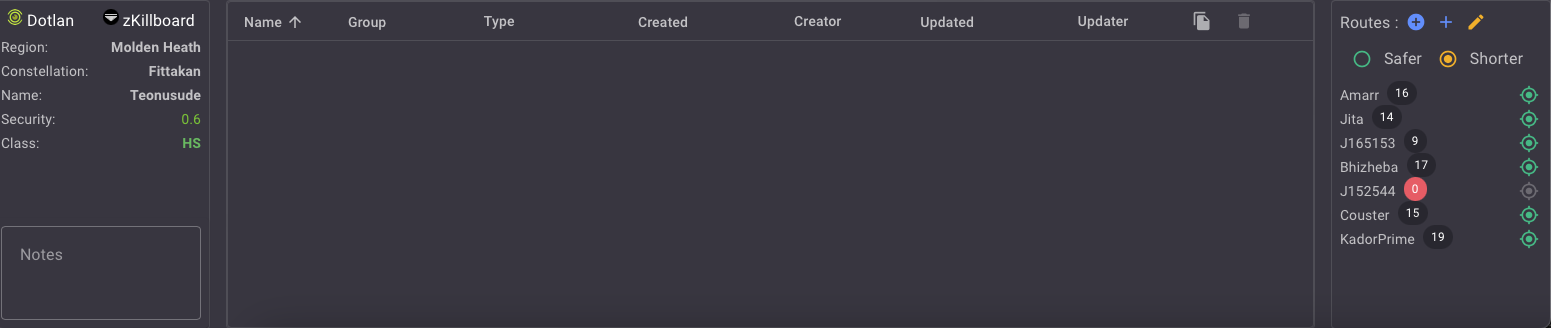 Dotlan zKillboard
Region: Molden Heath
Constellation: Fittakan
Name: Teonusude
Security: 0.6
Class: HS
Notes
Name Group Type Created Creator Updated Updater
Routes :
Safer Shorter
Amarr 16
Jita 14
J165153 9
Bhizheba 17
J152544 0
Couster 15
KadorPrime 19